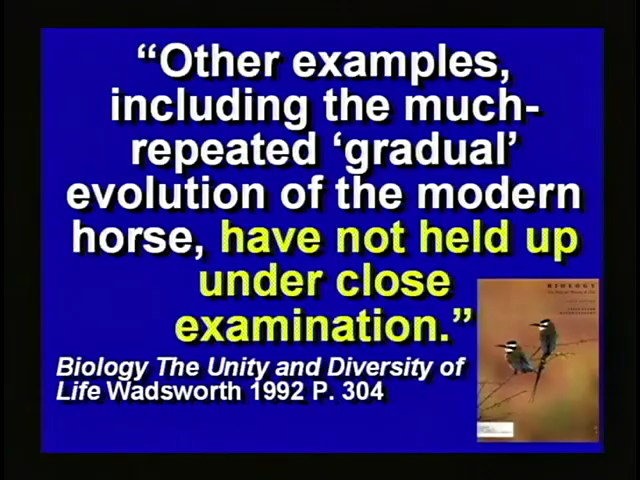 “Other examples,
including the much-
repeated ‘gradual’
evolution of the modern
horse, have not held up
under close
examination.”
Biology The Unity and Diversity of
Life Wadsworth 1992 P. 304
BIOLOGY